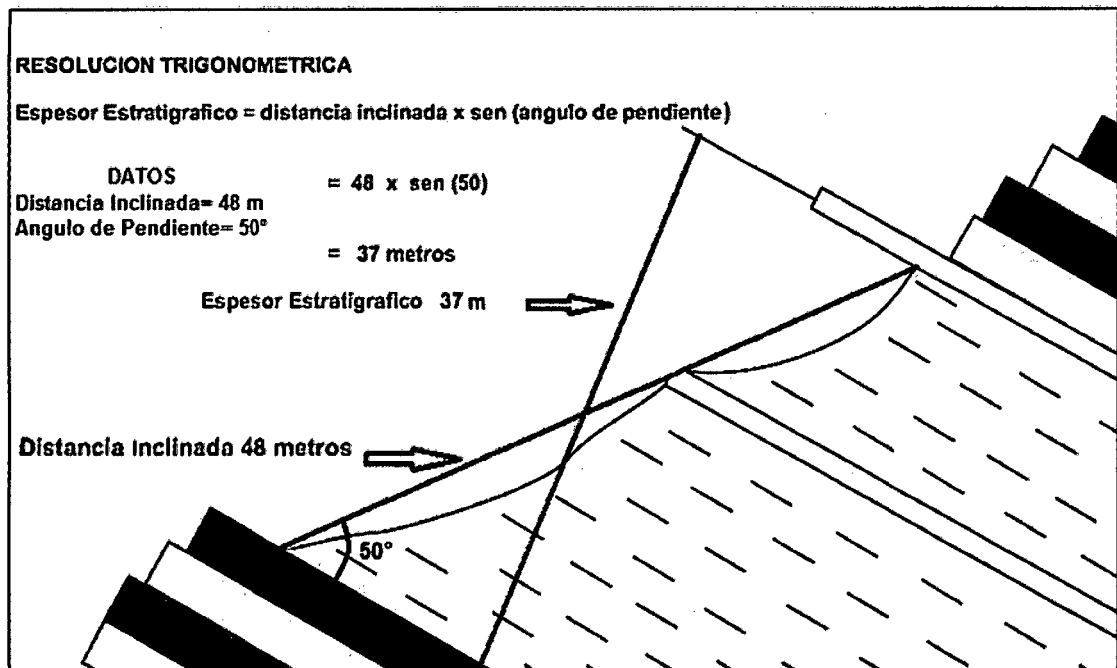 RESOLUCION TRIGONOMETRICA
Espesor Estratigrafico = distancia inclinada x sen (angulo de pendiente)
DATOS
Distancia Inclinada= 48 m
Angulo de Pendiente= 50°
= 48 x sen (50)
= 37 metros
Espesor Estratigrafico 37 m
Distancia Inclinada 48 metros
50°